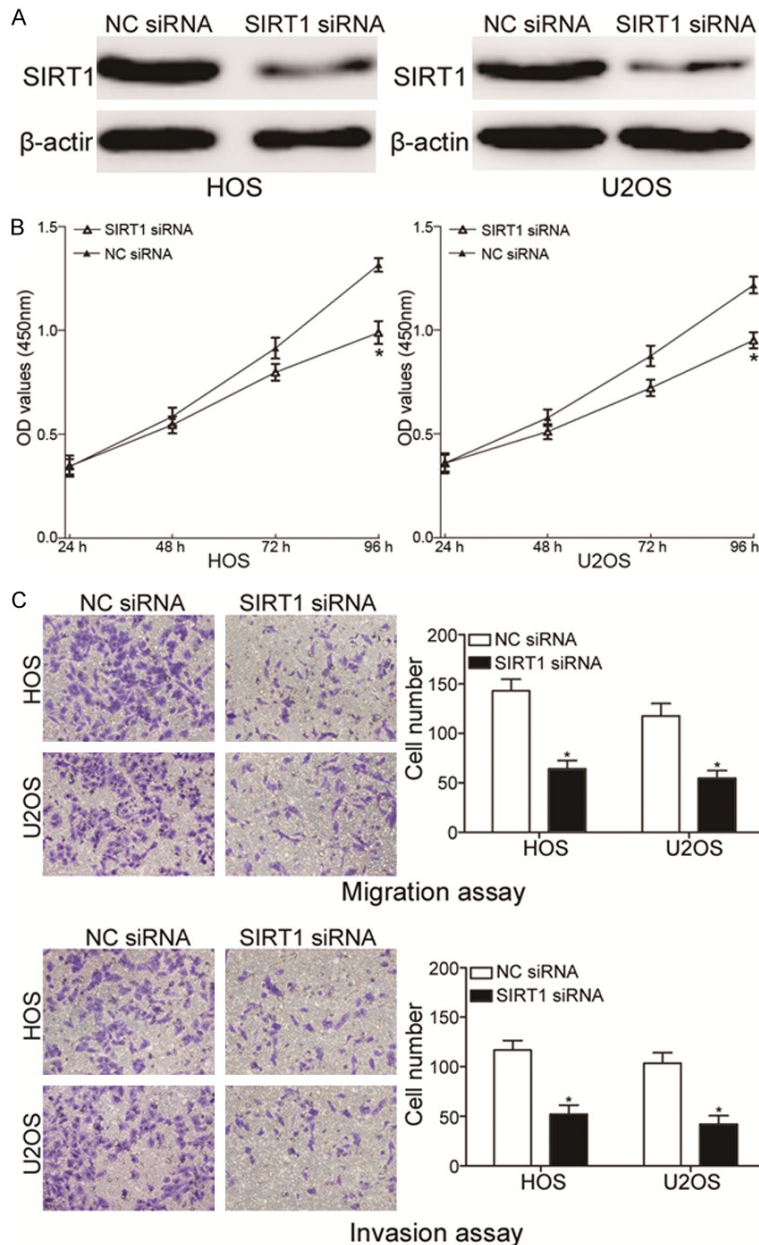 A
NC siRNA SIRT1 siRNA NC siRNA SIRT1 siRNA
SIRT1 SIRT1
β-actin β-actin
HOS U2OS
B
1.5 1.5
SIRT1 siRNA SIRT1 siRNA
NC siRNA NC siRNA
OD values (450nm) OD values (450nm)
1.0 1.0
* *
0.5 0.5
0.0 0.0
24 h 48 h 72 h 96 h 24 h 48 h 72 h 96 h
HOS U2OS
C
NC siRNA SIRT1 siRNA
HOS
U2OS
200
NC siRNA
SIRT1 siRNA
150
Cell number
100
* *
50
0
HOS U2OS
Migration assay
NC siRNA SIRT1 siRNA
HOS
U2OS
200
NC siRNA
SIRT1 siRNA
150
Cell number
100
* *
50
0
HOS U2OS
Invasion assay